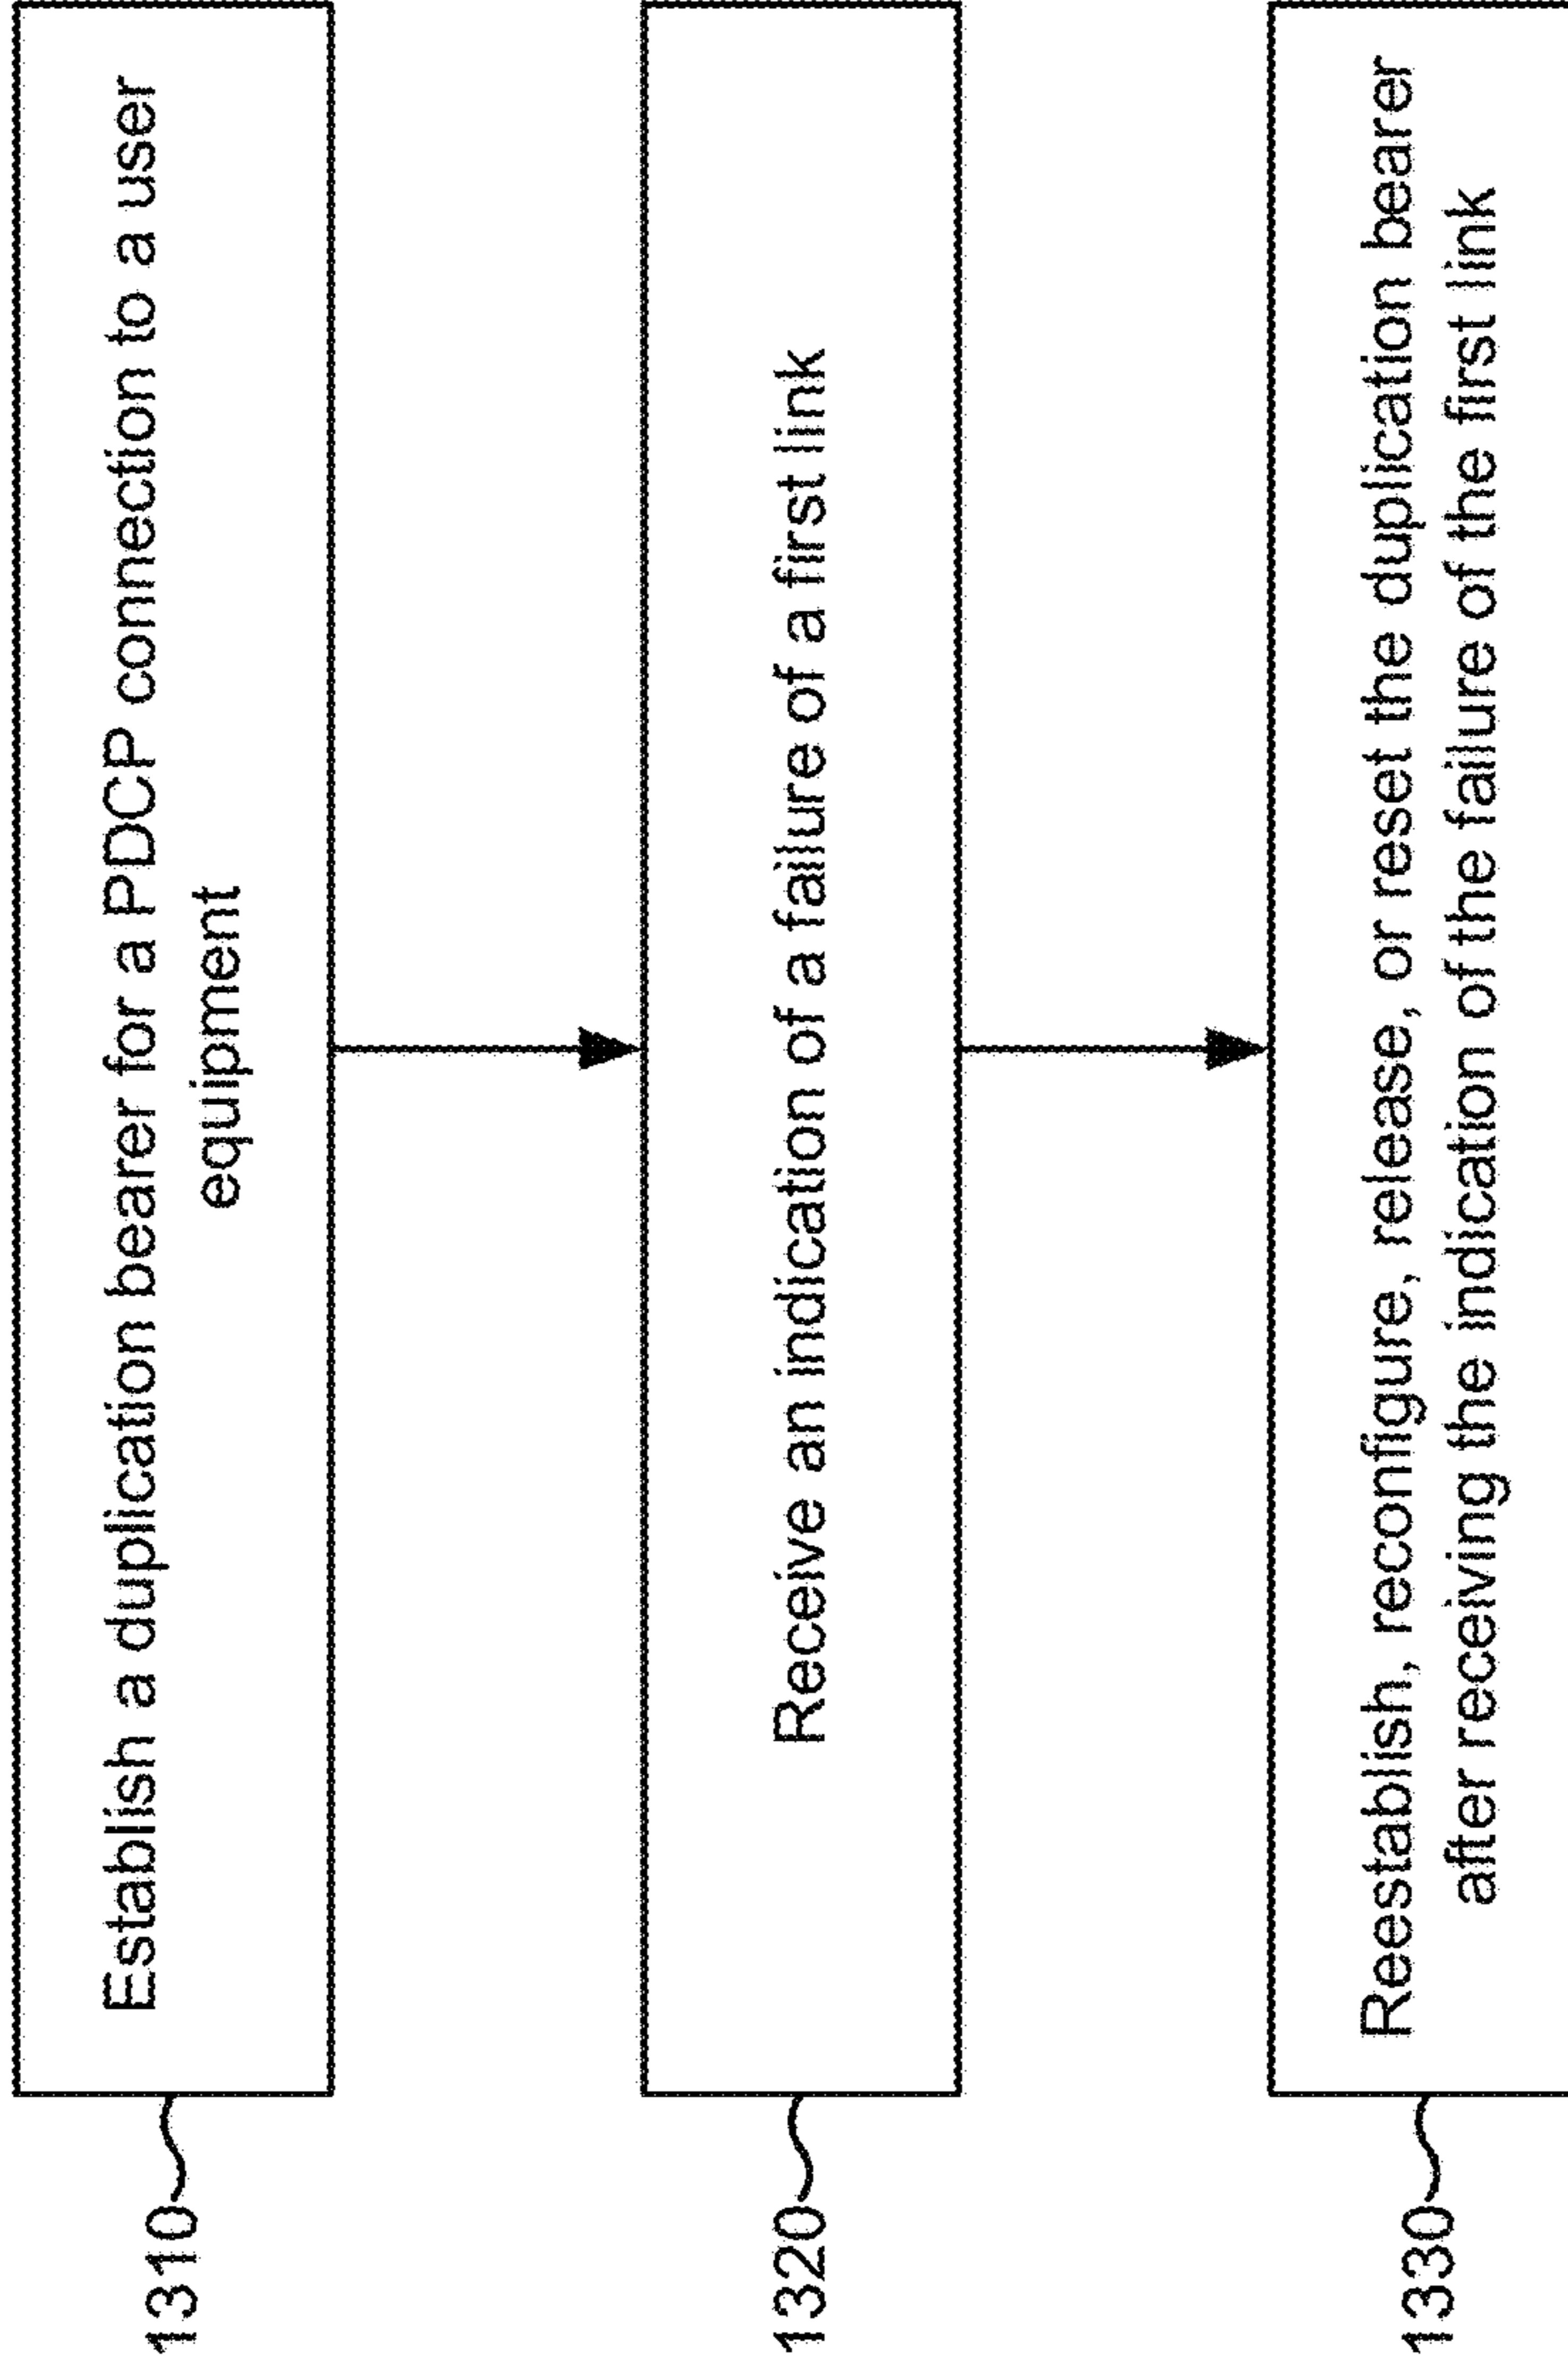 1310
Establish a duplication bearer for a PDCP connection to a user
equipment
1320
Receive an indication of a failure of a first link
1330
Reestablish, reconfigure, release, or reset the duplication bearer
after receiving the indication of the failure of the first link